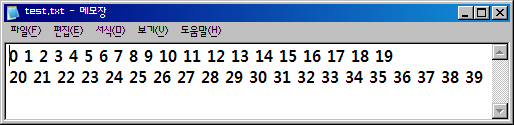 test.txt - 메모장
파일(F) 편집(E) 서식(O) 보기(V) 도움말(H)
0 1 2 3 4 5 6 7 8 9 10 11 12 13 14 15 16 17 18 19
20 21 22 23 24 25 26 27 28 29 30 31 32 33 34 35 36 37 38 39